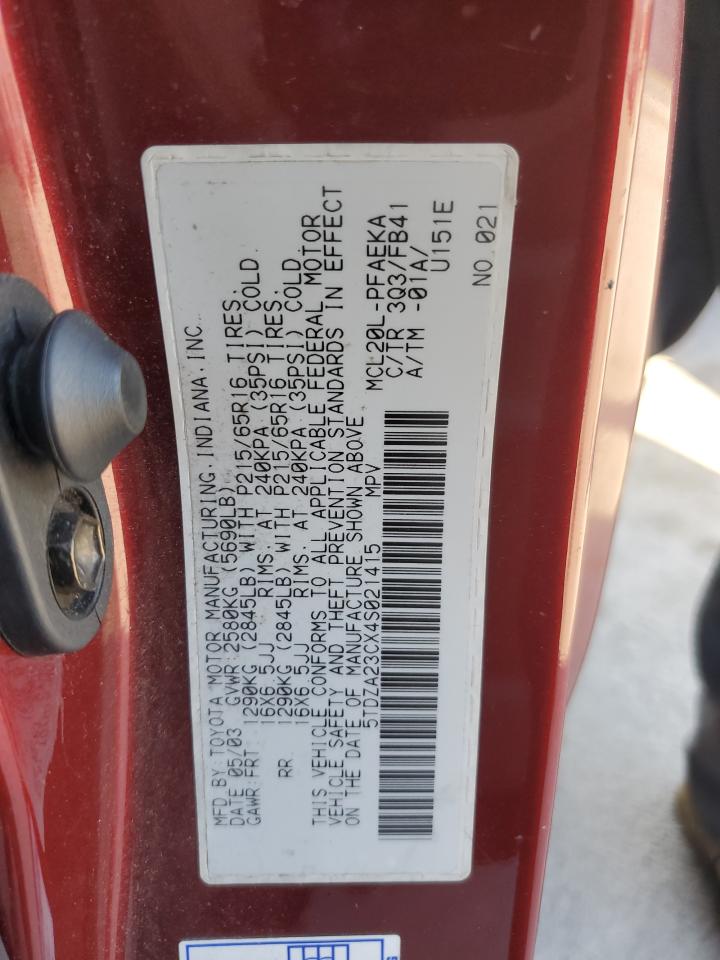 MFD BY:TOYOTA MOTOR MANUFACTURING, INDIANA, INC.
DATE 05/03 GVWR:2580KG (5690LB)
GAWR:FRT 1290KG (2845LB) WITH P215/65R16 TIRES,
16X6.5JJ RIMS, AT 240KPA (35PSI) COLD.
RR 1290KG (2845LB) WITH P215/65R16 TIRES,
16X6.5JJ RIMS, AT 240KPA (35PSI) COLD.
THIS VEHICLE CONFORMS TO ALL APPLICABLE FEDERAL MOTOR
VEHICLE SAFETY AND THEFT PREVENTION STANDARDS IN EFFECT
ON THE DATE OF MANUFACTURE SHOWN ABOVE
5TDZA23CX4S021415 MPV
MCL20L-PFAEKA
C/TR 3Q3/FB41
A/TM -01A/
U151E
NO.021